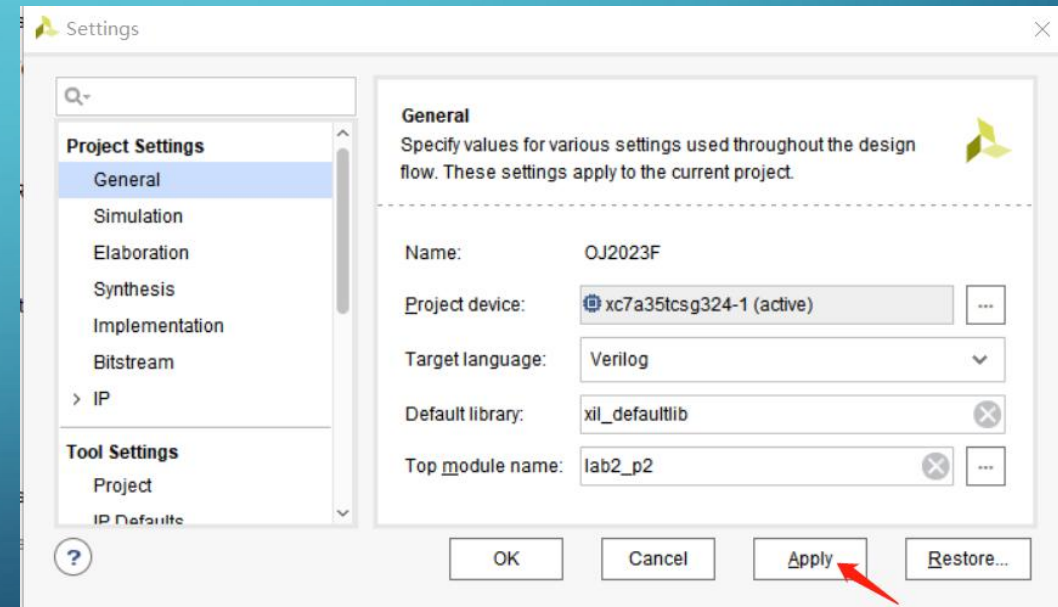 Settings
Project Settings
General
Simulation
Elaboration
Synthesis
Implementation
Bitstream
> IP
Tool Settings
Project
IP Defaults
General
Specify values for various settings used throughout the design
flow. These settings apply to the current project.
Name: OJ2023F
Project device: xc7a35tcsg324-1 (active) ...
Target language: Verilog
Default library: xil_defaultlib
Top module name: lab2_p2 ...
? OK Cancel Apply Restore...